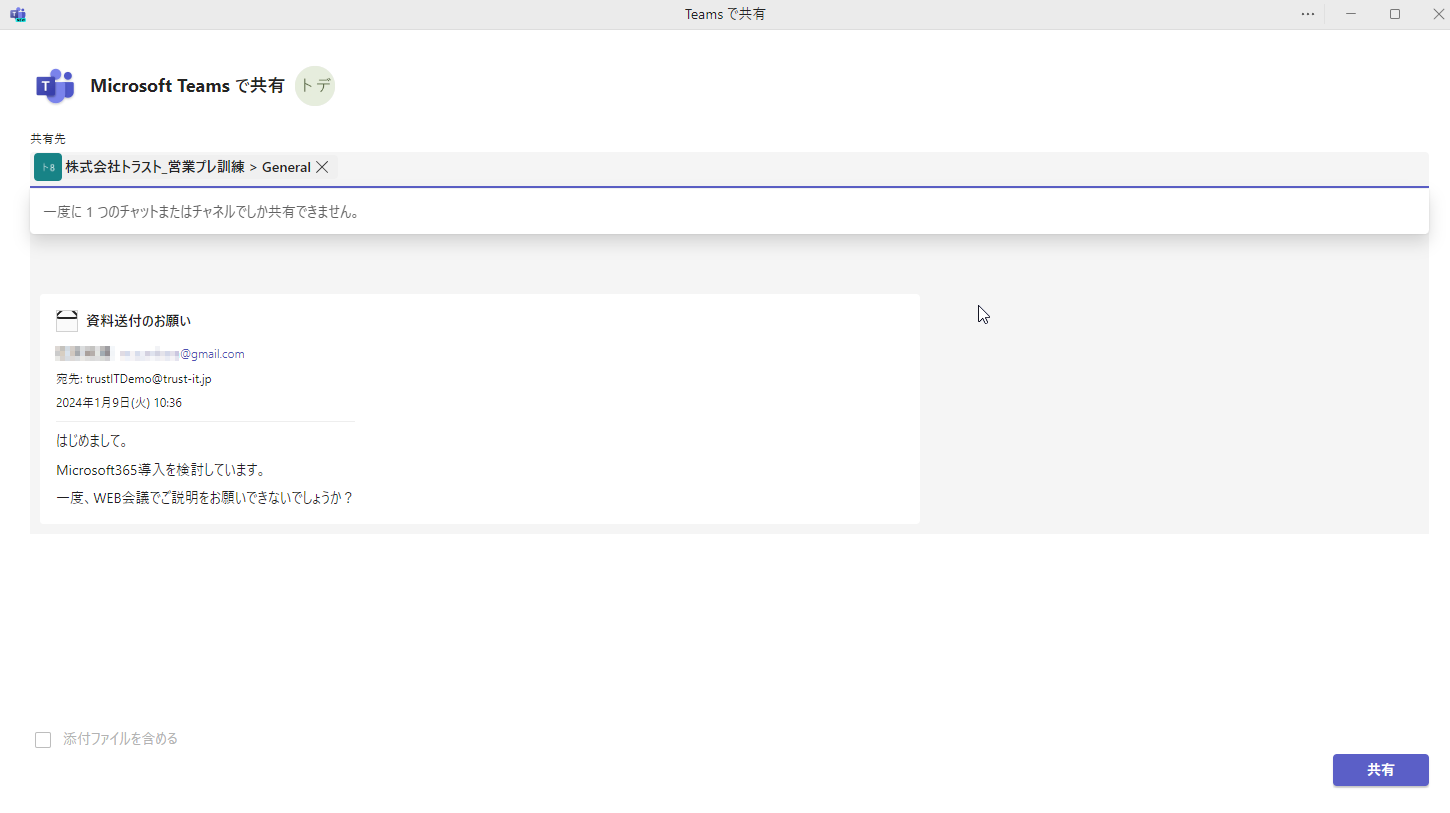 Teams で共有
Microsoft Teams で共有 トデ
共有先
ト8 株式会社トラスト_営業プレ訓練 > General
一度に 1 つのチャットまたはチャネルでしか共有できません。
資料送付のお願い
@gmail.com
宛先: trustITDemo@trust-it.jp
2024年1月9日(火) 10:36
はじめまして。
Microsoft365導入を検討しています。
一度、WEB会議でご説明をお願いできないでしょうか？
添付ファイルを含める
共有